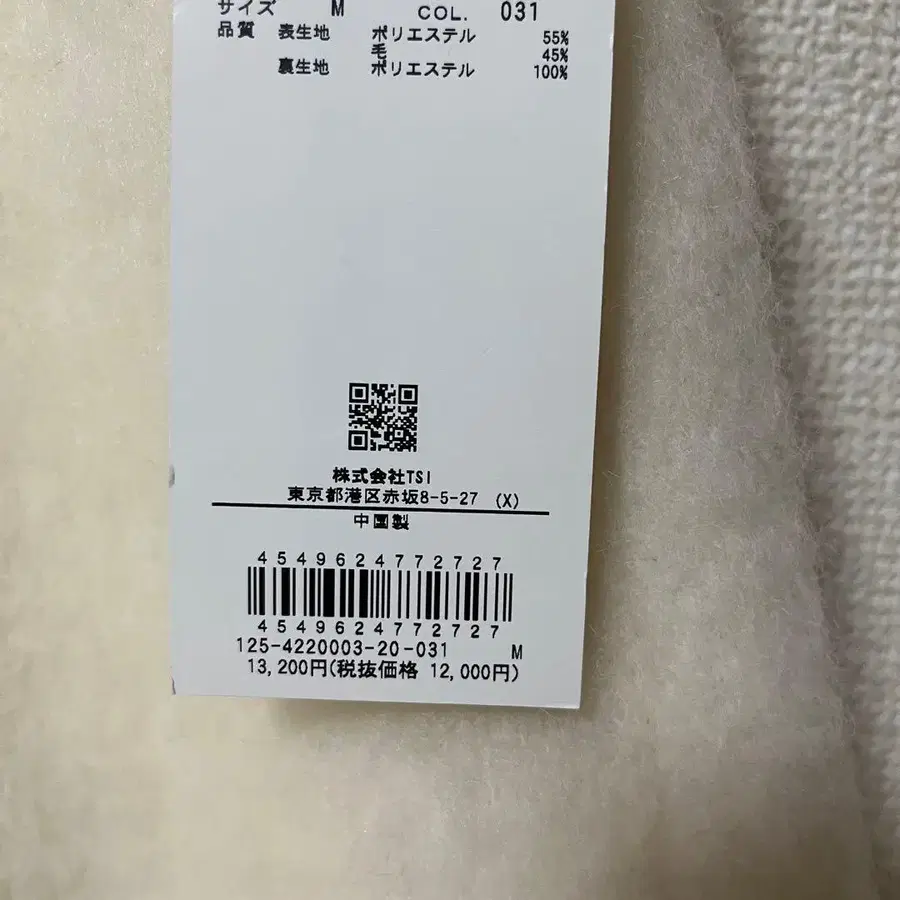 サイズ M COL. 031
品質 表生地 ポリエステル 55%
毛 45%
裏生地 ポリエステル 100%
株式会社TSI
東京都港区赤坂8-5-27 (X)
中国製
4549624772727
4549624772727
125-4220003-20-031 M
13,200円(税抜価格 12,000円)